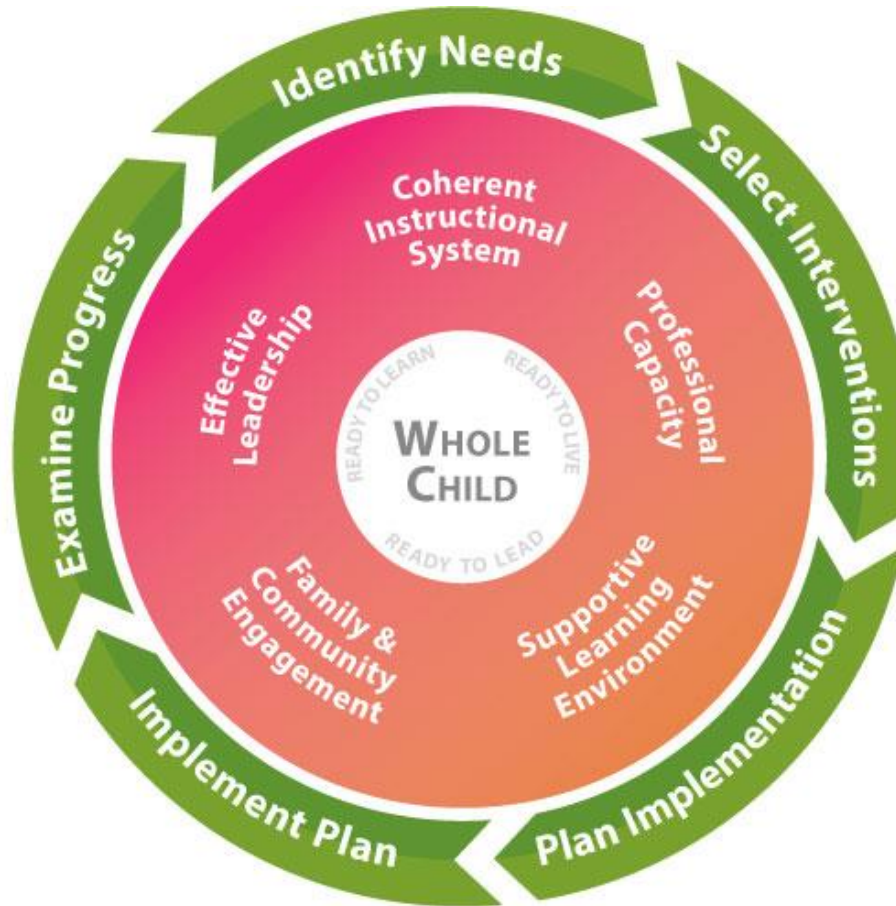 Identify Needs
Select Interventions
Plan Implementation
Implement Plan
Examine Progress
Coherent
Instructional
System
Professional
Capacity
Supportive
Learning
Environment
Family &
Community
Engagement
Effective
Leadership
READY TO LEARN
READY TO LIVE
READY TO LEAD
WHOLE
CHILD